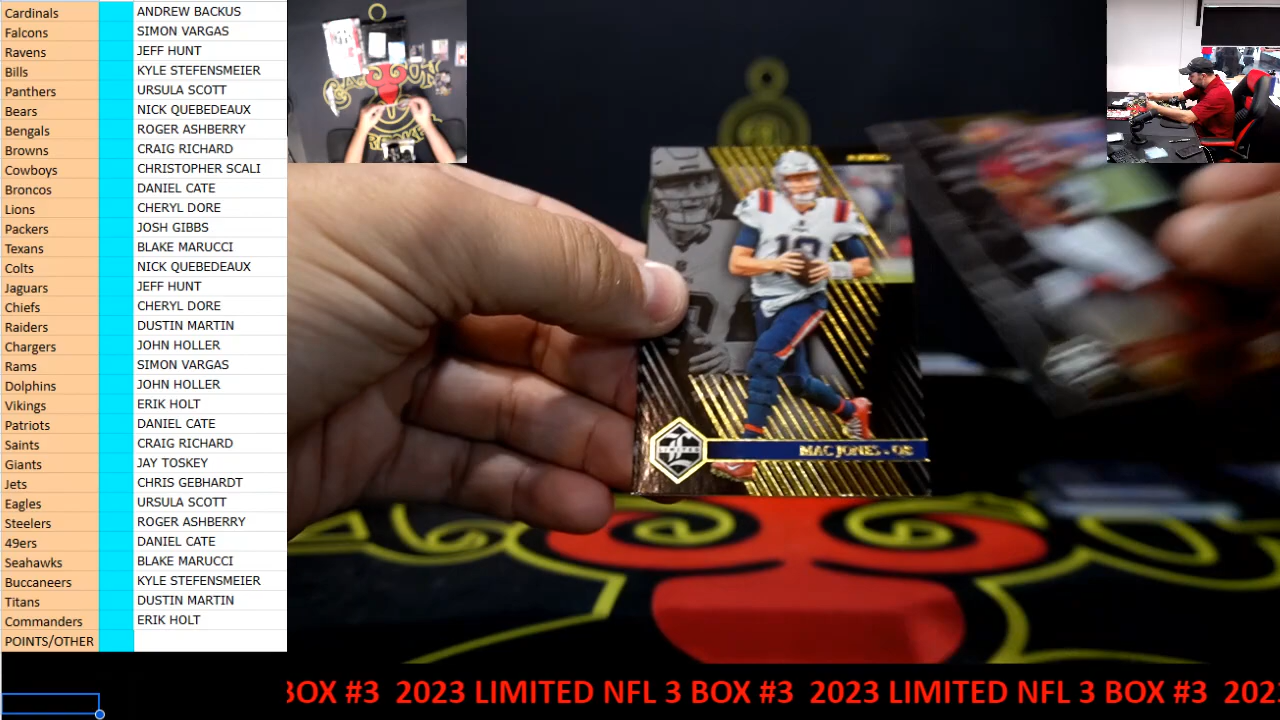 Cardinals ANDREW BACKUS
Falcons SIMON VARGAS
Ravens JEFF HUNT
Bills KYLE STEFENSMEIER
Panthers URSULA SCOTT
Bears NICK QUEBEDEAUX
Bengals ROGER ASHBERRY
Browns CRAIG RICHARD
Cowboys CHRISTOPHER SCALI
Broncos DANIEL CATE
Lions CHERYL DORE
Packers JOSH GIBBS
Texans BLAKE MARUCCI
Colts NICK QUEBEDEAUX
Jaguars JEFF HUNT
Chiefs CHERYL DORE
Raiders DUSTIN MARTIN
Chargers JOHN HOLLER
Rams SIMON VARGAS
Dolphins JOHN HOLLER
Vikings ERIK HOLT
Patriots DANIEL CATE
Saints CRAIG RICHARD
Giants JAY TOSKEY
Jets CHRIS GEBHARDT
Eagles URSULA SCOTT
Steelers ROGER ASHBERRY
49ers DANIEL CATE
Seahawks BLAKE MARUCCI
Buccaneers KYLE STEFENSMEIER
Titans DUSTIN MARTIN
Commanders ERIK HOLT
POINTS/OTHER
10
LIMITED
MAC JONES - QB
BOX #3 2023 LIMITED NFL 3 BOX #3 2023 LIMITED NFL 3 BOX #3 202